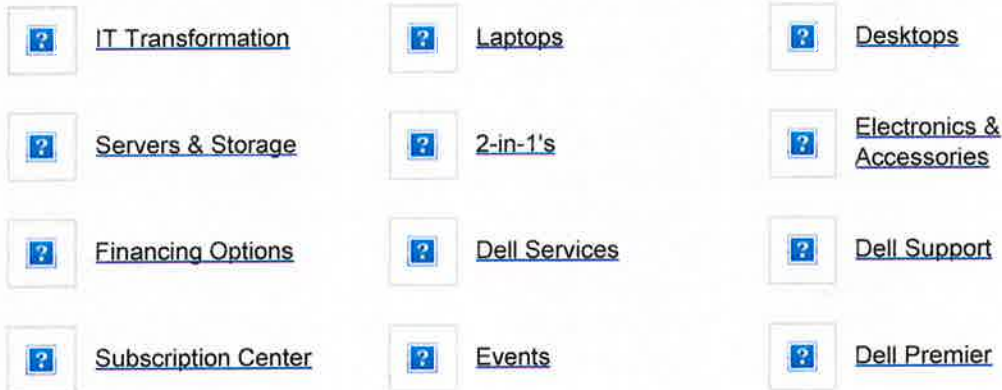 IT Transformation
Laptops
Desktops
Servers & Storage
2-in-1's
Electronics &
Accessories
Financing Options
Dell Services
Dell Support
Subscription Center
Events
Dell Premier